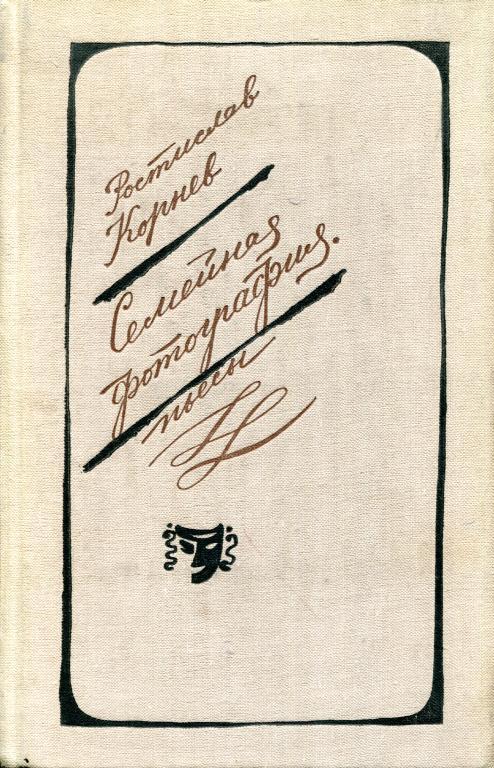 Ростислав
Корнев
Семейная
фотография.
пьесы